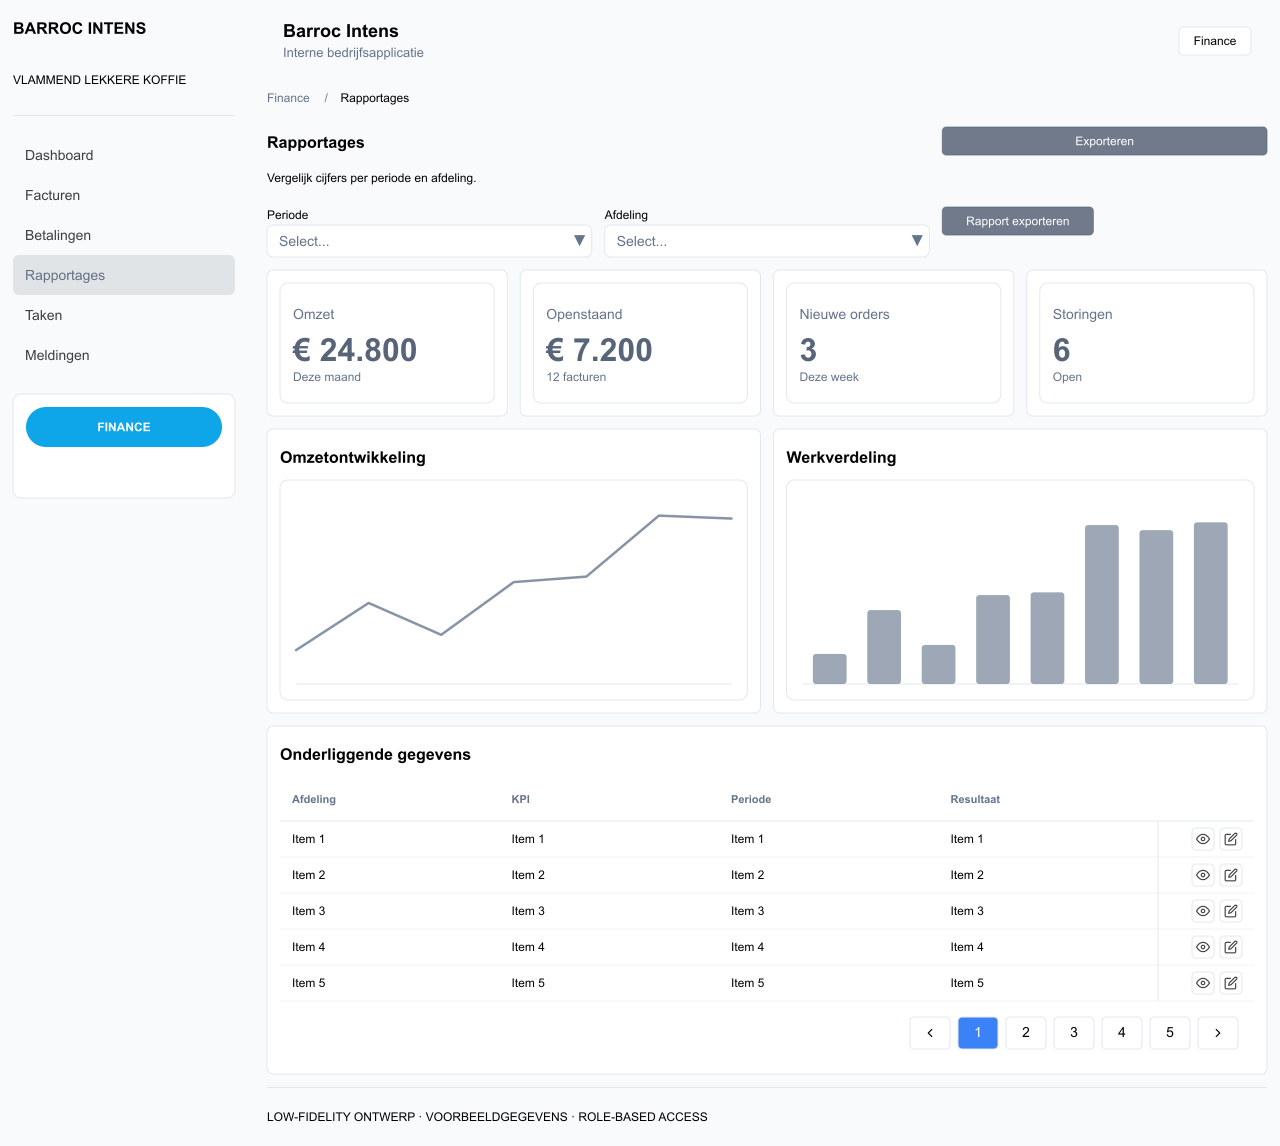 BARROC INTENS
VLAMMEND LEKKERE KOFFIE
Dashboard
Facturen
Betalingen
Rapportages
Taken
Meldingen
FINANCE
Barroc Intens
Interne bedrijfsapplicatie
Finance
Finance / Rapportages
Rapportages
Exporteren
Vergelijk cijfers per periode en afdeling.
Periode
Select...
Afdeling
Select...
Rapport exporteren
Omzet
€ 24.800
Deze maand
Openstaand
€ 7.200
12 facturen
Nieuwe orders
3
Deze week
Storingen
6
Open
Omzetontwikkeling
Werkverdeling
Onderliggende gegevens
Afdeling KPI Periode Resultaat
Item 1 Item 1 Item 1 Item 1
Item 2 Item 2 Item 2 Item 2
Item 3 Item 3 Item 3 Item 3
Item 4 Item 4 Item 4 Item 4
Item 5 Item 5 Item 5 Item 5
1 2 3 4 5
LOW-FIDELITY ONTWERP · VOORBEELDGEGEVENS · ROLE-BASED ACCESS